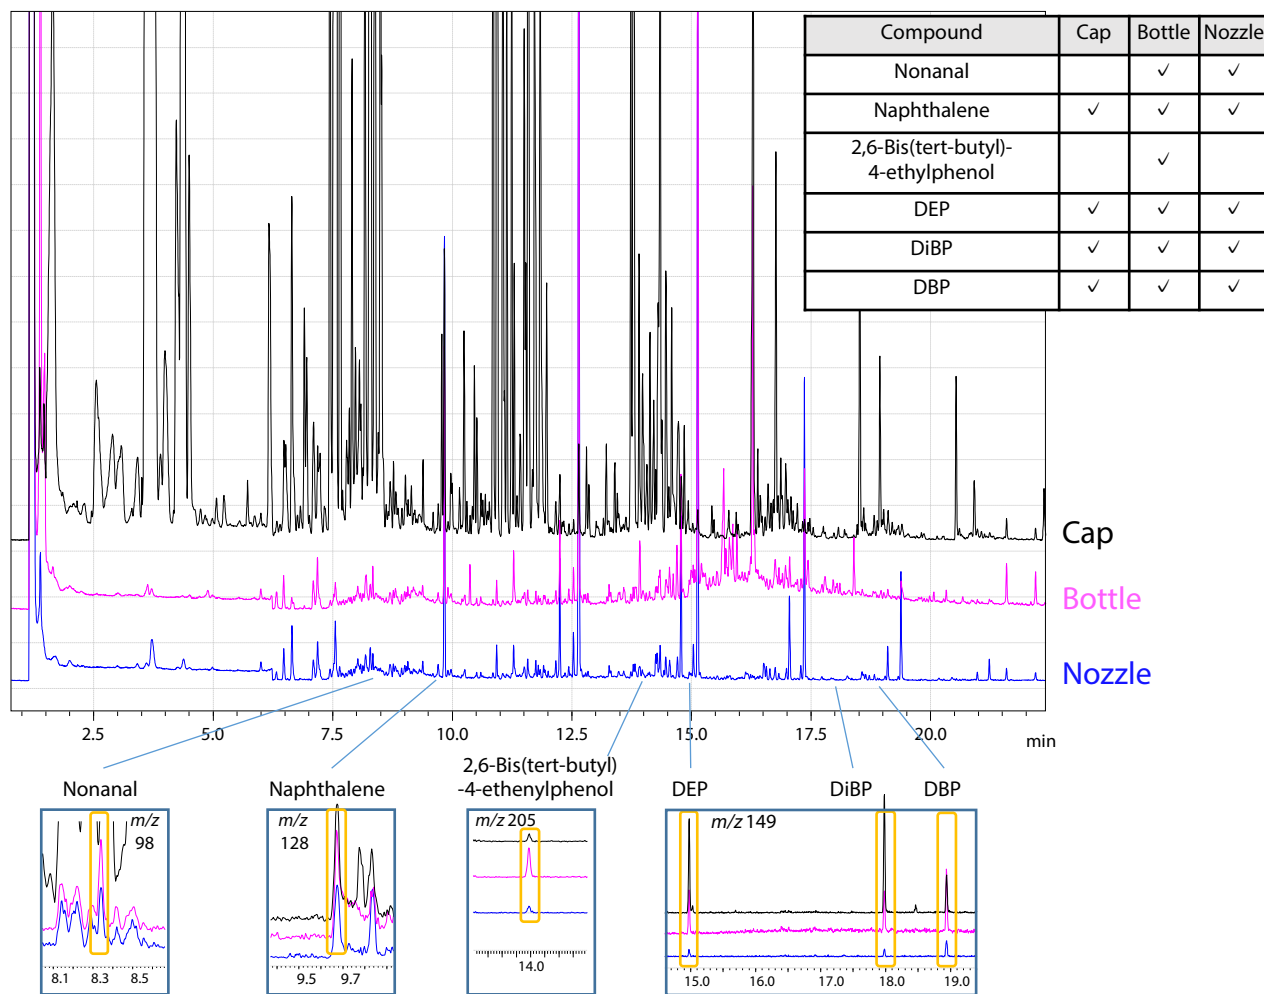 Compound Cap Bottle Nozzle
Nonanal ✓ ✓
Naphthalene ✓ ✓ ✓
2,6-Bis(tert-butyl)-
4-ethylphenol ✓
DEP ✓ ✓ ✓
DiBP ✓ ✓ ✓
DBP ✓ ✓ ✓
Cap
Bottle
Nozzle
2.5 5.0 7.5 10.0 12.5 15.0 17.5 20.0 min
Nonanal
m/z
98
8.1 8.3 8.5
Naphthalene
m/z
128
9.5 9.7
2,6-Bis(tert-butyl)
-4-ethenylphenol
m/z 205
14.0
DEP DiBP DBP
m/z 149
15.0 16.0 17.0 18.0 19.0